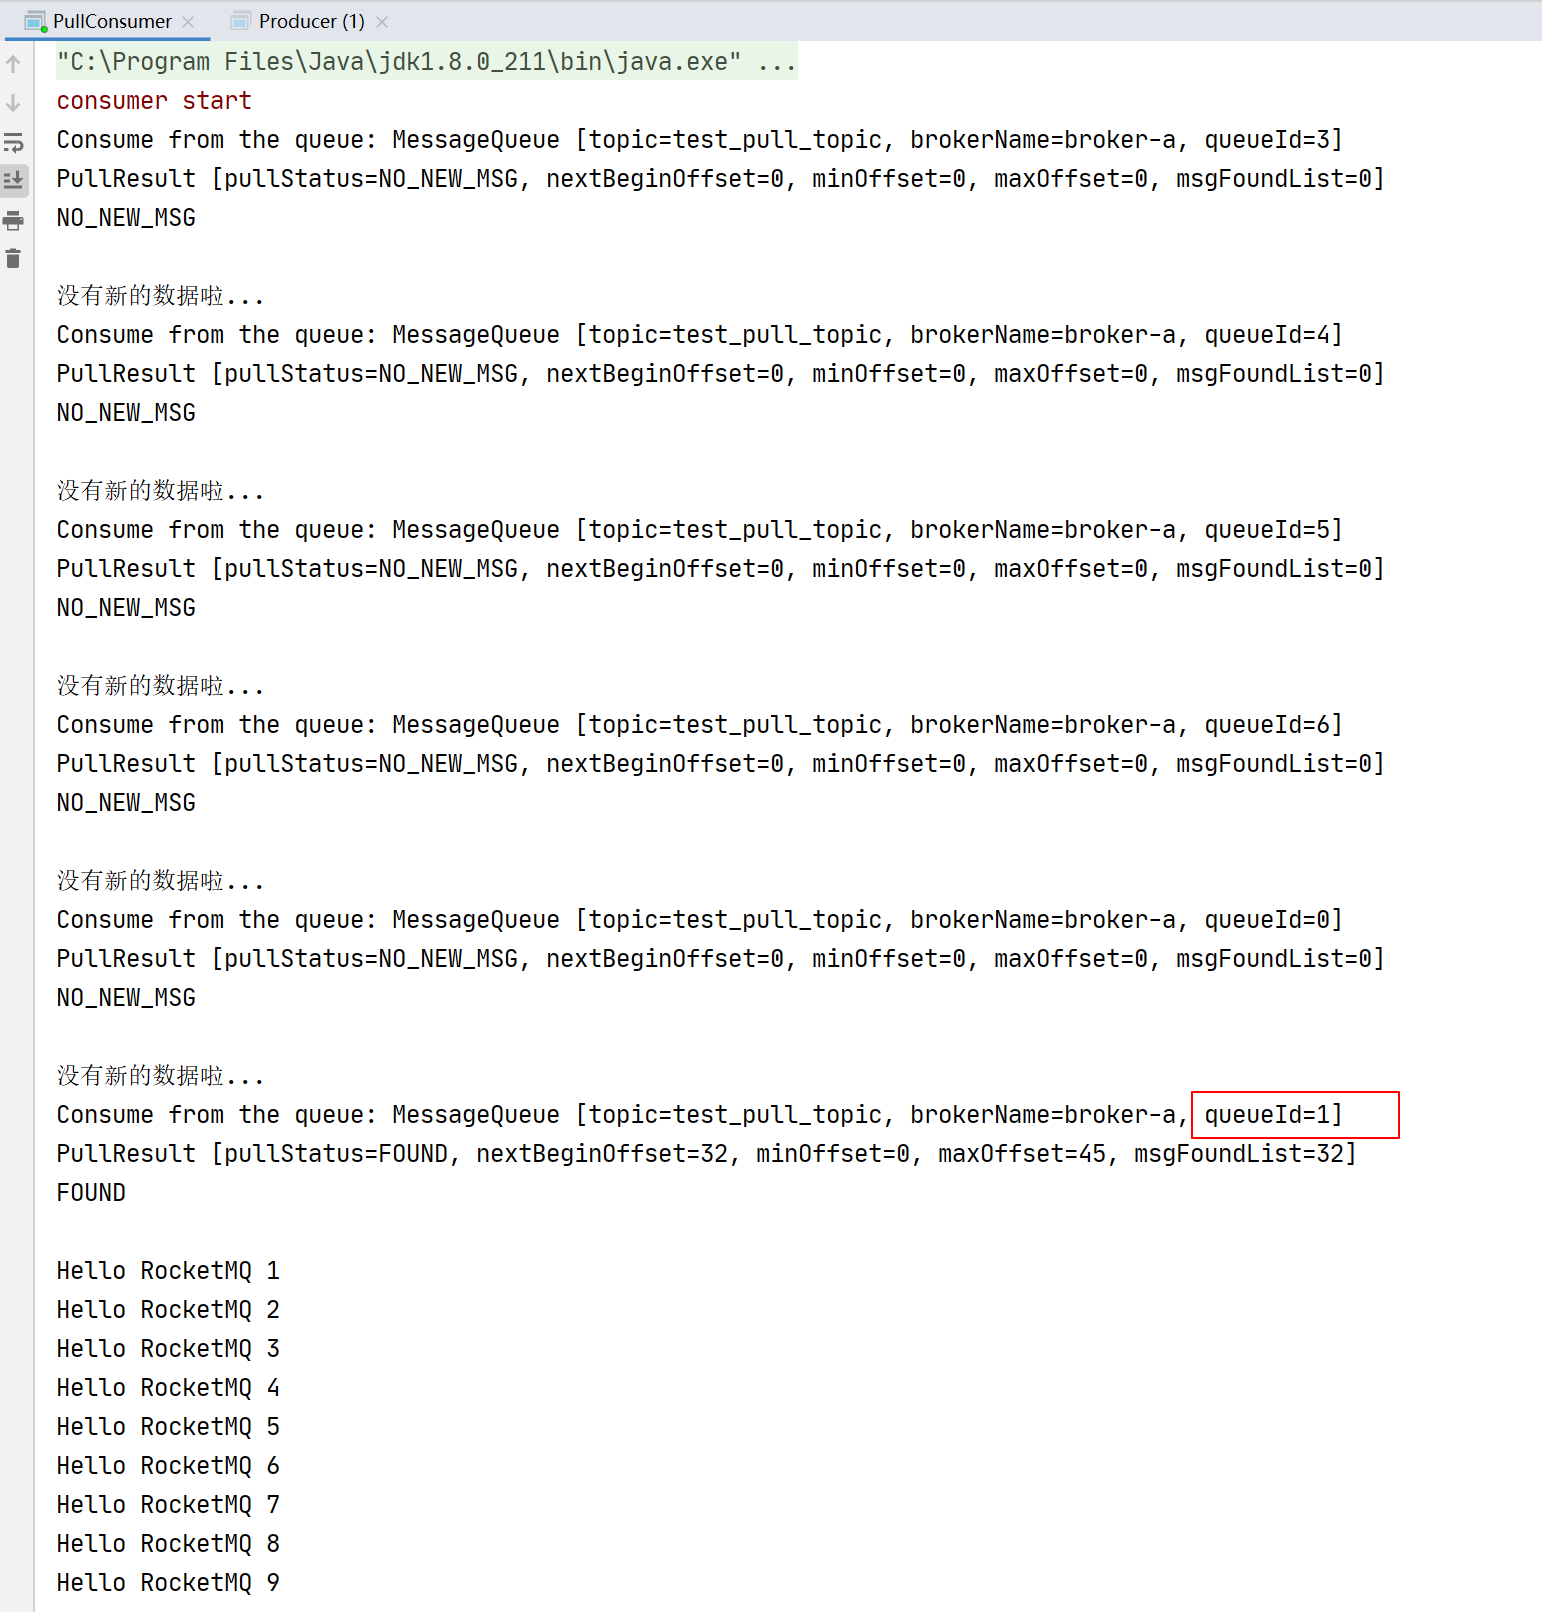 PullConsumer Producer (1)
"C:\Program Files\Java\jdk1.8.0_211\bin\java.exe" ...
consumer start
Consume from the queue: MessageQueue [topic=test_pull_topic, brokerName=broker-a, queueId=3]
PullResult [pullStatus=NO_NEW_MSG, nextBeginOffset=0, minOffset=0, maxOffset=0, msgFoundList=0]
NO_NEW_MSG
没有新的数据啦...
Consume from the queue: MessageQueue [topic=test_pull_topic, brokerName=broker-a, queueId=4]
PullResult [pullStatus=NO_NEW_MSG, nextBeginOffset=0, minOffset=0, maxOffset=0, msgFoundList=0]
NO_NEW_MSG
没有新的数据啦...
Consume from the queue: MessageQueue [topic=test_pull_topic, brokerName=broker-a, queueId=5]
PullResult [pullStatus=NO_NEW_MSG, nextBeginOffset=0, minOffset=0, maxOffset=0, msgFoundList=0]
NO_NEW_MSG
没有新的数据啦...
Consume from the queue: MessageQueue [topic=test_pull_topic, brokerName=broker-a, queueId=6]
PullResult [pullStatus=NO_NEW_MSG, nextBeginOffset=0, minOffset=0, maxOffset=0, msgFoundList=0]
NO_NEW_MSG
没有新的数据啦...
Consume from the queue: MessageQueue [topic=test_pull_topic, brokerName=broker-a, queueId=0]
PullResult [pullStatus=NO_NEW_MSG, nextBeginOffset=0, minOffset=0, maxOffset=0, msgFoundList=0]
NO_NEW_MSG
没有新的数据啦...
Consume from the queue: MessageQueue [topic=test_pull_topic, brokerName=broker-a, queueId=1]
PullResult [pullStatus=FOUND, nextBeginOffset=32, minOffset=0, maxOffset=45, msgFoundList=32]
FOUND
Hello RocketMQ 1
Hello RocketMQ 2
Hello RocketMQ 3
Hello RocketMQ 4
Hello RocketMQ 5
Hello RocketMQ 6
Hello RocketMQ 7
Hello RocketMQ 8
Hello RocketMQ 9